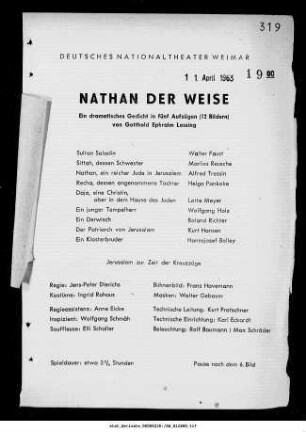 319
DEUTSCHES NATIONALTHEATER WEIMAR
1 1. April 1963 19 00
NATHAN DER WEISE
Ein dramatisches Gedicht in fünf Aufzügen (12 Bildern)
von Gotthold Ephraim Lessing
Sultan Saladin Walter Faust
Sittah, dessen Schwester Marlies Reusche
Nathan, ein reicher Jude in Jerusalem Alfred Trassin
Recha, dessen angenommene Tochter Helga Pankoke
Daja, eine Christin,
aber in dem Hause des Juden Lotte Meyer
Ein junger Tempelherr Wolfgang Holz
Ein Derwisch Roland Richter
Der Patriarch von Jerusalem Kurt Hansen
Ein Klosterbruder Hannsjosef Bolley
Jerusalem zur Zeit der Kreuzzüge
Regie: Jens-Peter Dierichs Bühnenbild: Franz Havemann
Kostüme: Ingrid Rahaus Masken: Walter Gebauer
Regieassistenz: Anne Eicke Technische Leitung: Kurt Pratschner
Inspizient: Wolfgang Schmäh Technische Einrichtung: Karl Eckardt
Souffleuse: Elli Schaller Beleuchtung: Rolf Baumann / Max Schröder
Spieldauer: etwa 3½ Stunden Pause nach dem 6. Bild